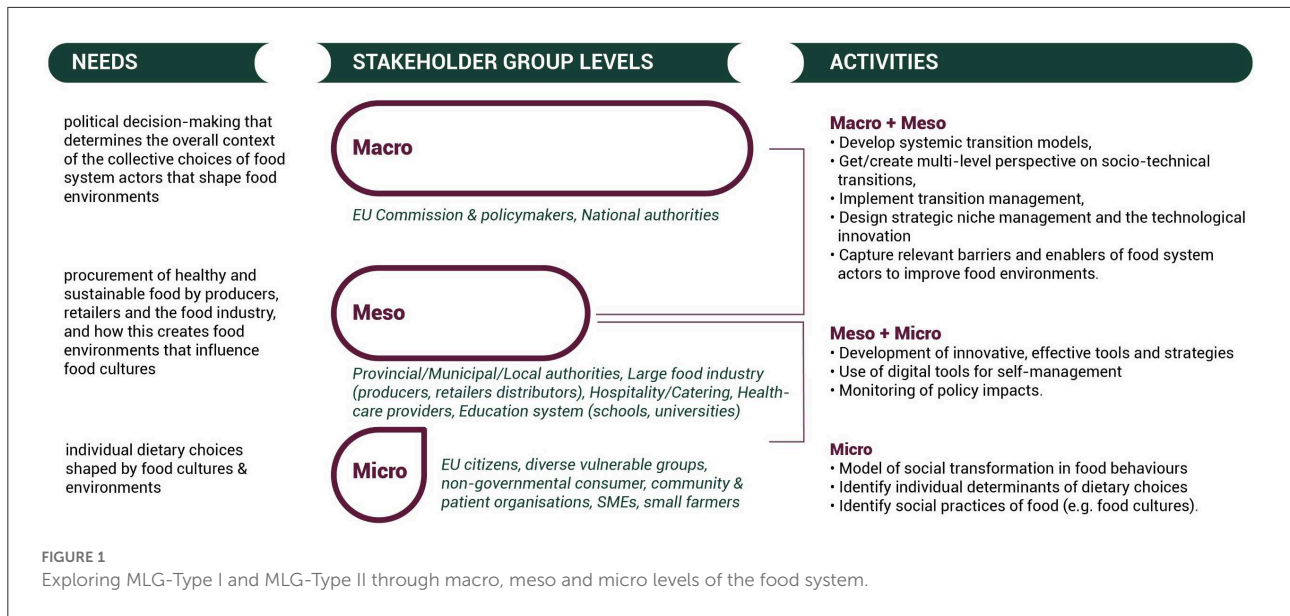 NEEDS
STAKEHOLDER GROUP LEVELS
ACTIVITIES
political decision-making that
determines the overall context
of the collective choices of food
system actors that shape food
environments
Macro
EU Commission & policymakers, National authorities
Macro + Meso
• Develop systemic transition models,
• Get/create multi-level perspective on socio-technical
transitions,
• Implement transition management,
• Design strategic niche management and the technological
innovation
• Capture relevant barriers and enablers of food system
actors to improve food environments.
procurement of healthy and
sustainable food by producers,
retailers and the food industry,
and how this creates food
environments that influence
food cultures
Meso
Provincial/Municipal/Local authorities, Large food industry
(producers, retailers distributors), Hospitality/Catering, Health-
care providers, Education system (schools, universities)
Meso + Micro
• Development of innovative, effective tools and strategies
• Use of digital tools for self-management
• Monitoring of policy impacts.
individual dietary choices
shaped by food cultures &
environments
Micro
EU citizens, diverse vulnerable groups,
non-governmental consumer, community &
patient organisations, SMEs, small farmers
Micro
• Model of social transformation in food behaviours
• Identify individual determinants of dietary choices
• Identify social practices of food (e.g. food cultures).
FIGURE 1
Exploring MLG-Type I and MLG-Type II through macro, meso and micro levels of the food system.